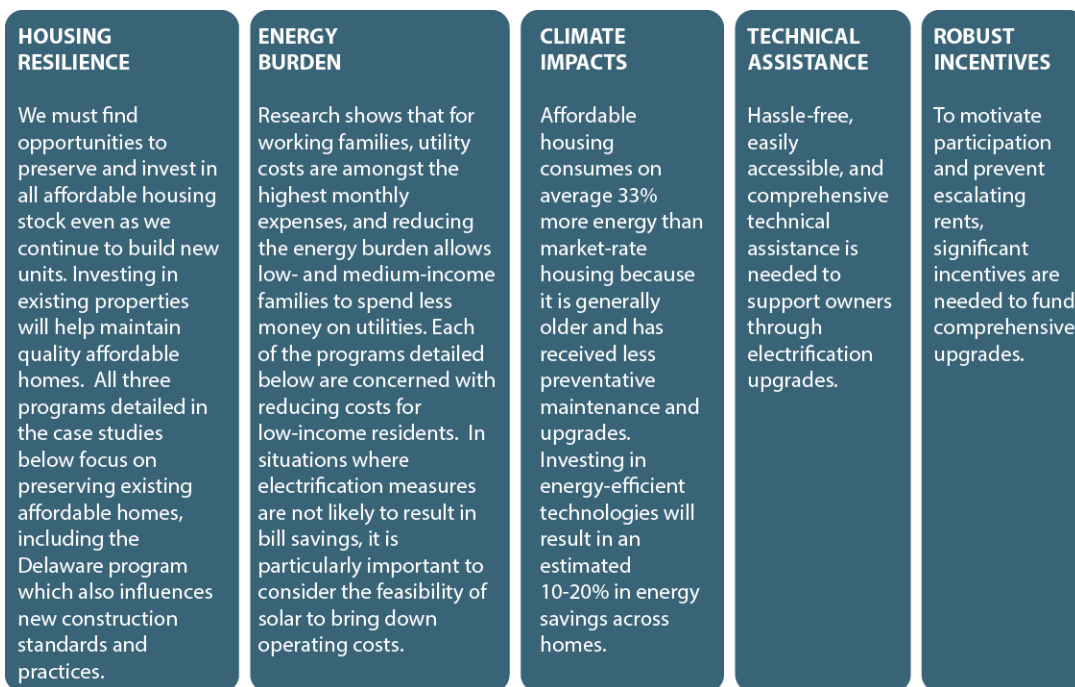 HOUSING
RESILIENCE
We must find
opportunities to
preserve and invest in
all affordable housing
stock even as we
continue to build new
units. Investing in
existing properties
will help maintain
quality affordable
homes.  All three
programs detailed in
the case studies
below focus on
preserving existing
affordable homes,
including the
Delaware program
which also influences
new construction
standards and
practices.
ENERGY
BURDEN
Research shows that for
working families, utility
costs are amongst the
highest monthly
expenses, and reducing
the energy burden allows
low- and medium-income
families to spend less
money on utilities. Each
of the programs detailed
below are concerned with
reducing costs for
low-income residents.  In
situations where
electrification measures
are not likely to result in
bill savings, it is
particularly important to
consider the feasibility of
solar to bring down
operating costs.
CLIMATE
IMPACTS
Affordable
housing
consumes on
average 33%
more energy than
market-rate
housing because
it is generally
older and has
received less
preventative
maintenance and
upgrades.
Investing in
energy-efficient
technologies will
result in an
estimated
10-20% in energy
savings across
homes.
TECHNICAL
ASSISTANCE
Hassle-free,
easily
accessible, and
comprehensive
technical
assistance is
needed to
support owners
through
electrification
upgrades.
ROBUST
INCENTIVES
To motivate
participation
and prevent
escalating
rents,
significant
incentives are
needed to fund
comprehensive
upgrades.